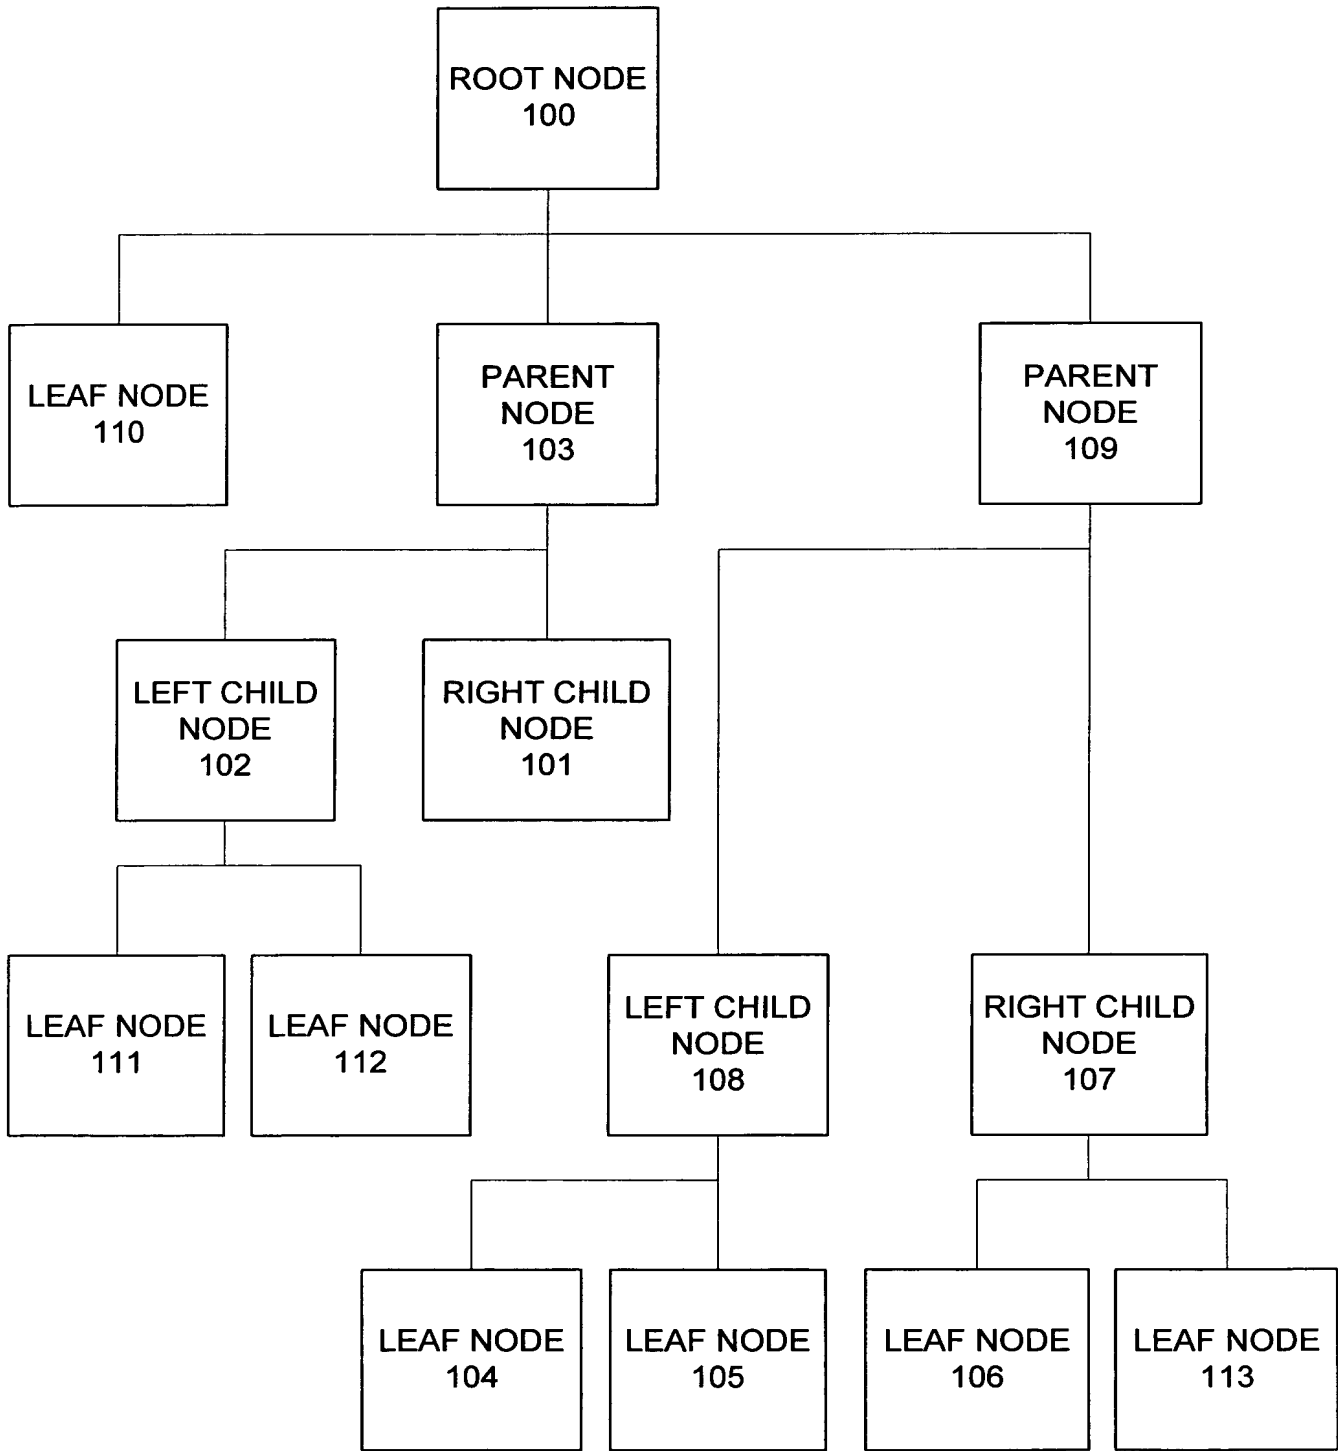 ROOT NODE
100
LEAF NODE
110
PARENT
NODE
103
PARENT
NODE
109
LEFT CHILD
NODE
102
RIGHT CHILD
NODE
101
LEAF NODE
111
LEAF NODE
112
LEFT CHILD
NODE
108
RIGHT CHILD
NODE
107
LEAF NODE
104
LEAF NODE
105
LEAF NODE
106
LEAF NODE
113